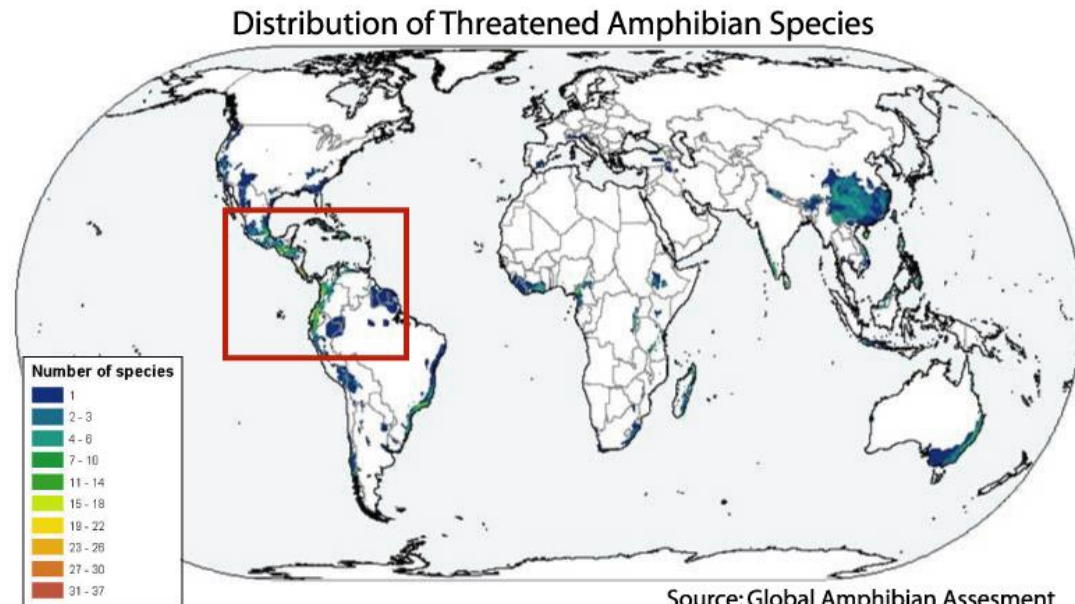 Distribution of Threatened Amphibian Species
Number of species
1
2 - 3
4 - 6
7 - 10
11 - 14
15 - 18
19 - 22
23 - 26
27 - 30
31 - 37
Source: Global Amphibian Assesment